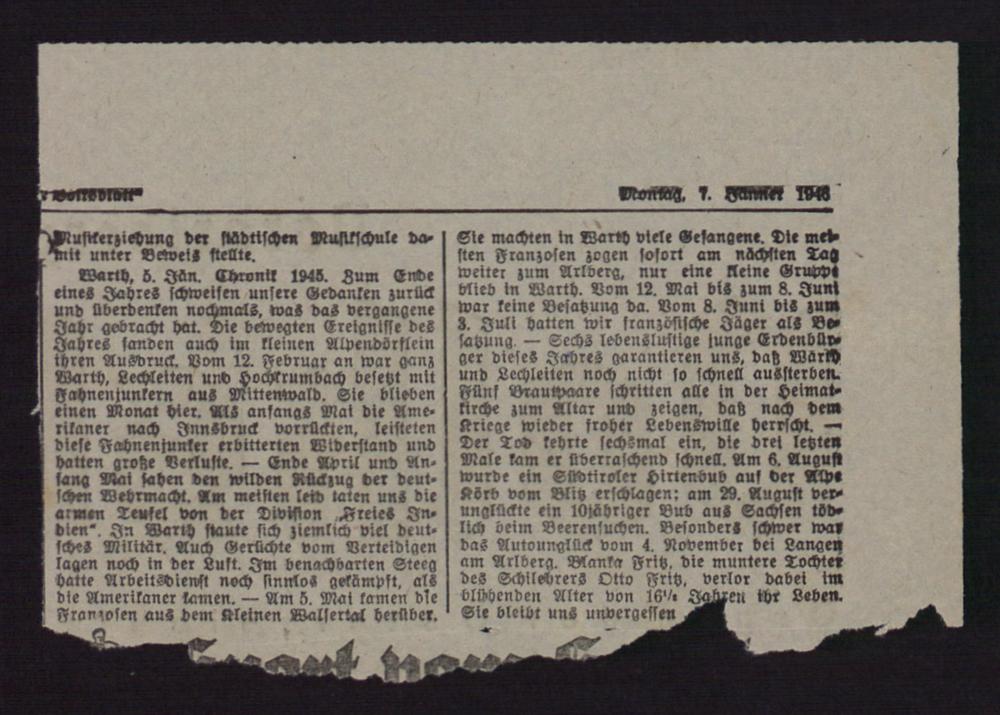 r Volksblatt"
Montag, 7. Jänner 1946
Musikerziehung der städtischen Musikschule da-
mit unter Beweis stellte.
Warth, 5. Jän. Chronik 1945. Zum Ende
eines Jahres schweifen unsere Gedanken zurück
und überdenken nochmals, was das vergangene
Jahr gebracht hat. Die bewegten Ereignisse des
Jahres fanden auch im kleinen Alpendörflein
ihren Ausdruck. Vom 12. Februar an war ganz
Warth, Lechleiten und Hochkrumbach besetzt mit
Fahnenjunkern aus Mittenwald. Sie blieben
einen Monat hier. Als anfangs Mai die Ame-
rikaner nach Innsbruck vorrückten, leisteten
diese Fahnenjunker erbitterten Widerstand und
hatten große Verluste. — Ende April und An-
fang Mai sahen den wilden Rückzug der deut-
schen Wehrmacht. Am meisten leid taten uns die
armen Teufel von der Division „Freies In-
dien". In Warth staute sich ziemlich viel deut-
sches Militär. Auch Gerüchte vom Verteidigen
lagen noch in der Luft. Im benachbarten Steeg
hatte Arbeitsdienst noch sinnlos gekämpft, als
die Amerikaner kamen. — Am 5. Mai kamen die
Franzosen aus dem Kleinen Walsertal herüber.
Sie machten in Warth viele Gefangene. Die mei-
sten Franzosen zogen sofort am nächsten Tag
weiter zum Arlberg, nur eine kleine Gruppe
blieb in Warth. Vom 12. Mai bis zum 8. Juni
war keine Besatzung da. Vom 8. Juni bis zum
3. Juli hatten wir französische Jäger als Be-
satzung. — Sechs lebenslustige junge Erdenbür-
ger dieses Jahres garantieren uns, daß Warth
und Lechleiten noch nicht so schnell aussterben.
Fünf Brautpaare schritten alle in der Heimat-
kirche zum Altar und zeigen, daß nach dem
Kriege wieder froher Lebenswille herrscht. —
Der Tod kehrte sechsmal ein, die drei letzten
Male kam er überraschend schnell. Am 6. August
wurde ein Südtiroler Hirtenbub auf der Alpe
Körb vom Blitz erschlagen; am 29. August ver-
unglückte ein 10jähriger Bub aus Sachsen töd-
lich beim Beerensuchen. Besonders schwer war
das Autounglück vom 4. November bei Langen
am Arlberg. Blanka Fritz, die muntere Tochter
des Schilehrers Otto Fritz, verlor dabei im
blühenden Alter von 16½ Jahren ihr Leben.
Sie bleibt uns unvergessen